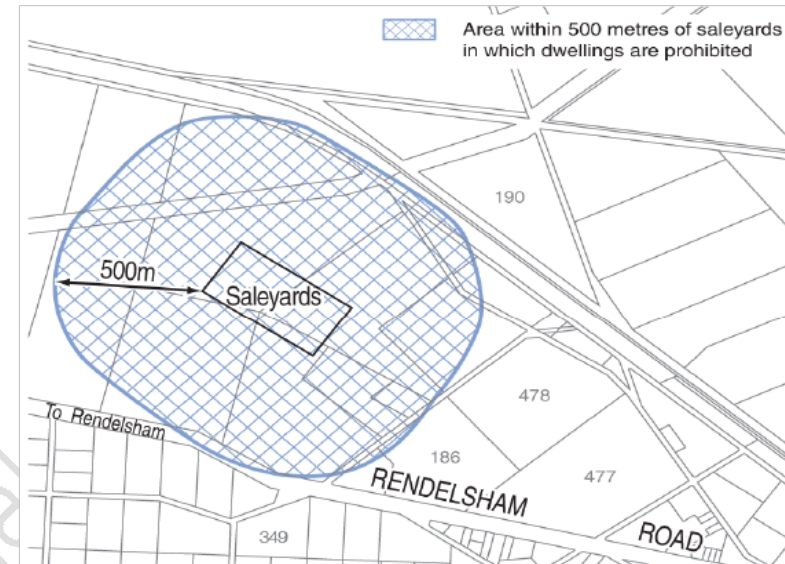 Area within 500 metres of saleyards
in which dwellings are prohibited
190
500m
Saleyards
478
To Rendelsham
186
477
RENDELSHAM
ROAD
349